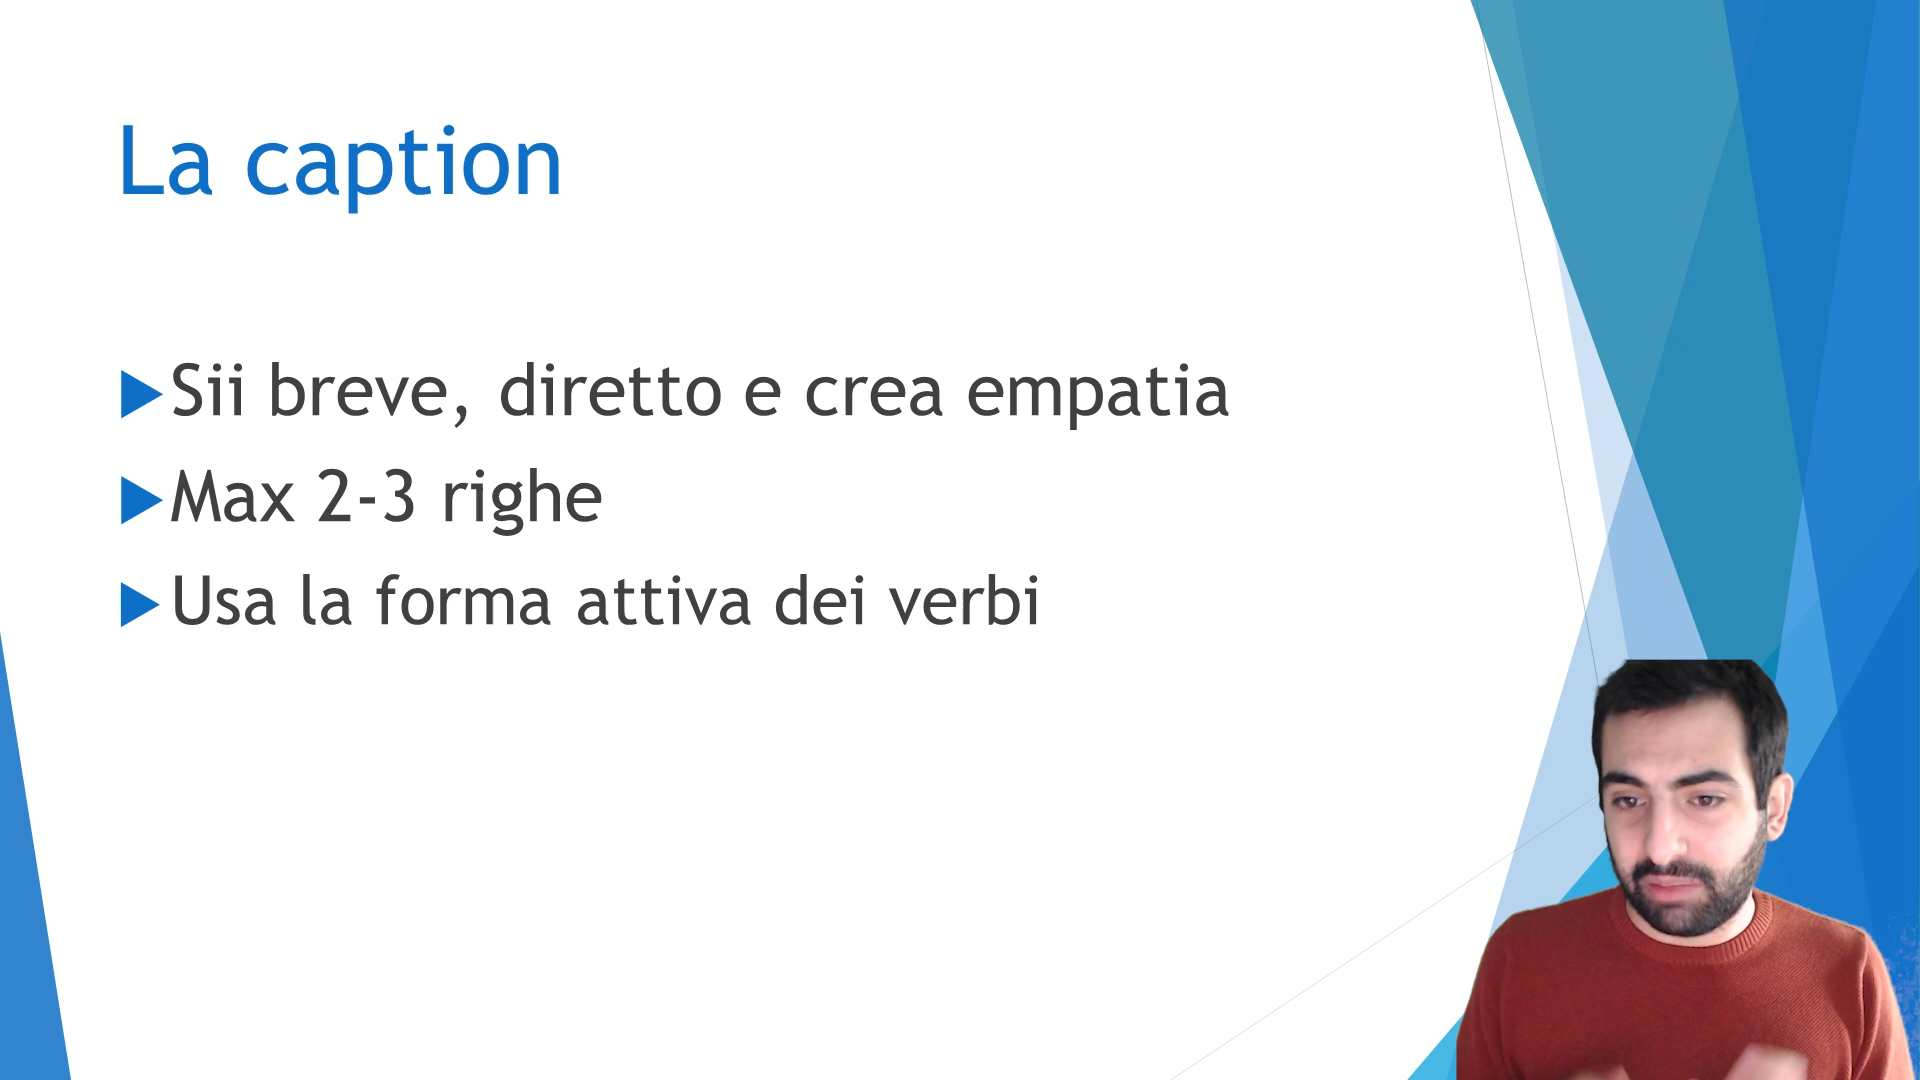 La caption
Sii breve, diretto e crea empatia
Max 2-3 righe
Usa la forma attiva dei verbi